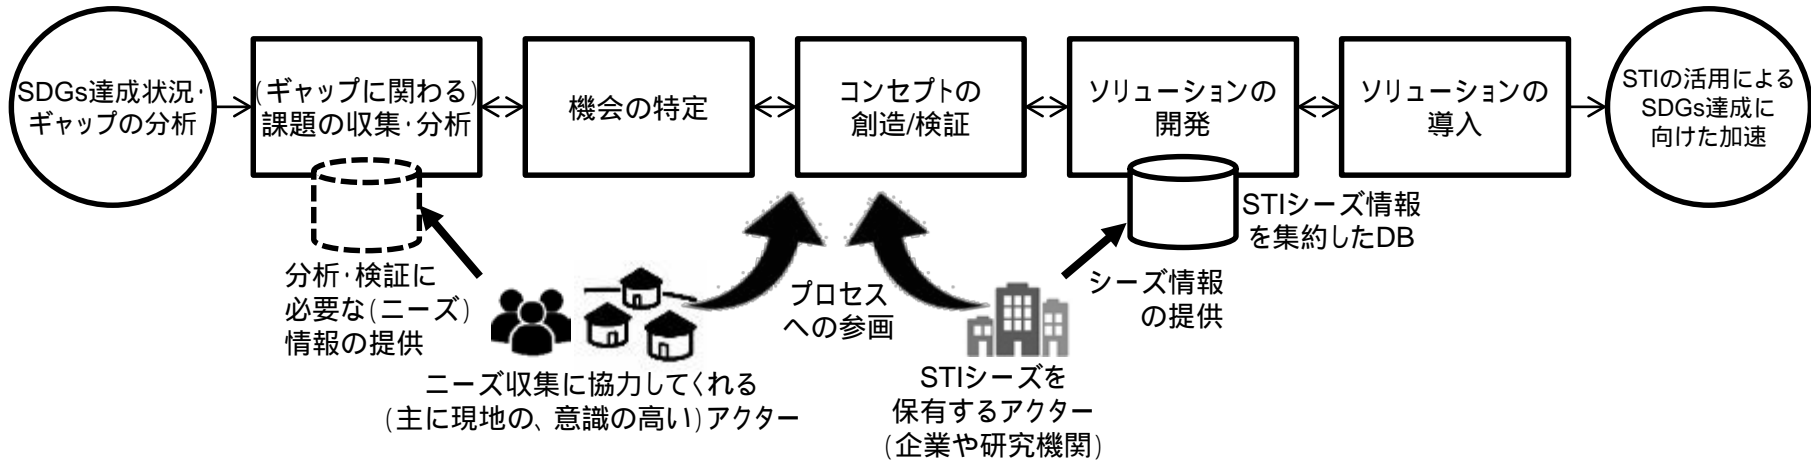 SDGs達成状況・
ギャップの分析
(ギャップに関わる)
課題の収集・分析
機会の特定
コンセプトの
創造/検証
ソリューションの
開発
ソリューションの
導入
STIの活用による
SDGs達成に
向けた加速
分析・検証に
必要な(ニーズ)
情報の提供
プロセス
への参画
STIシーズ情報
を集約したDB
シーズ情報
の提供
ニーズ収集に協力してくれる
(主に現地の、意識の高い)アクター
STIシーズを
保有するアクター
(企業や研究機関)